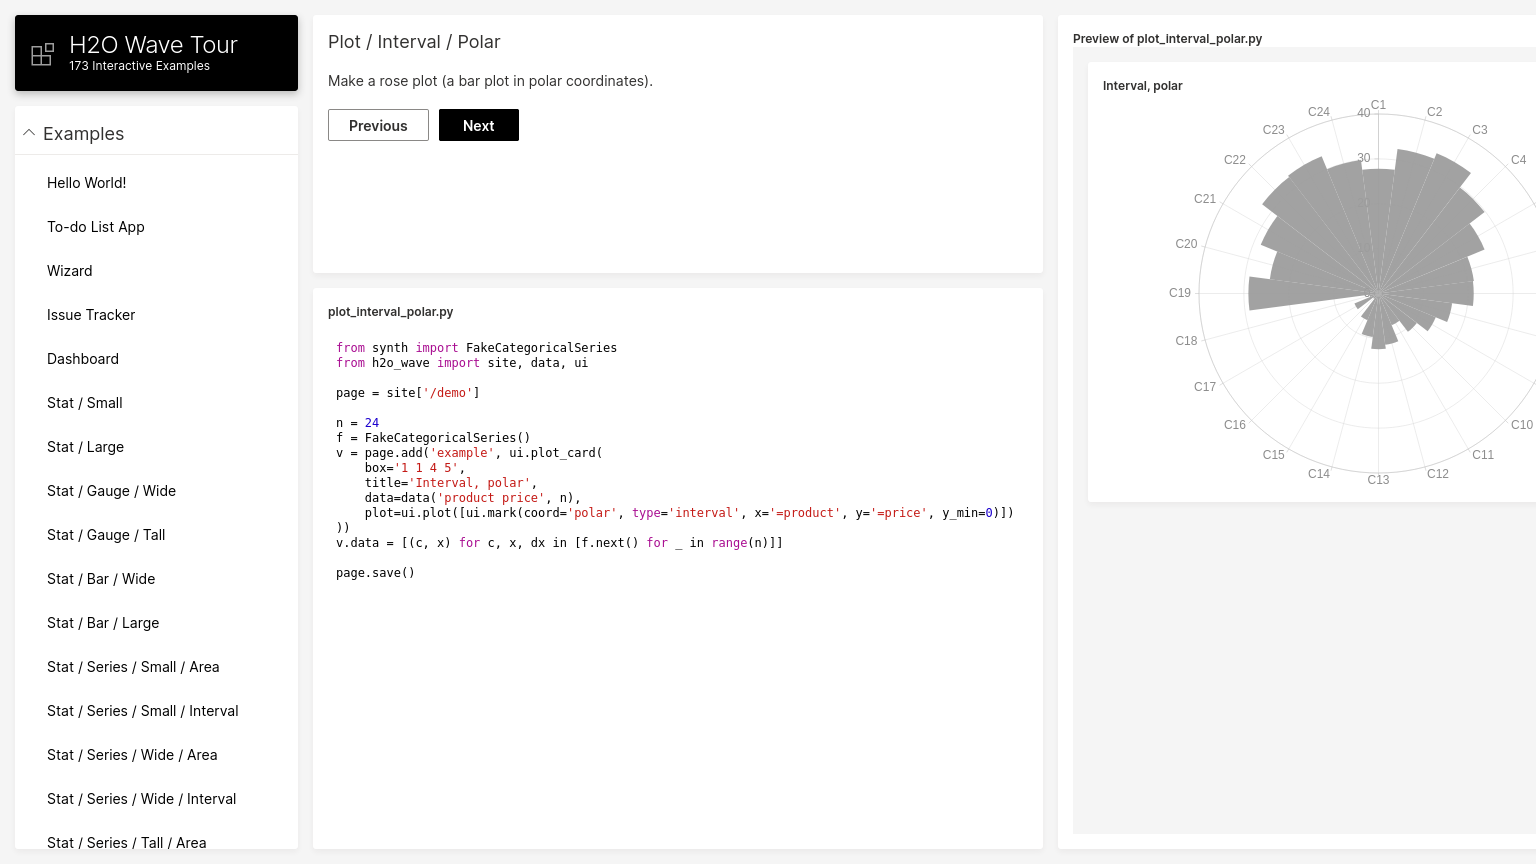 H2O Wave Tour
173 Interactive Examples
Examples
Hello World!
To-do List App
Wizard
Issue Tracker
Dashboard
Stat / Small
Stat / Large
Stat / Gauge / Wide
Stat / Gauge / Tall
Stat / Bar / Wide
Stat / Bar / Large
Stat / Series / Small / Area
Stat / Series / Small / Interval
Stat / Series / Wide / Area
Stat / Series / Wide / Interval
Stat / Series / Tall / Area
Plot / Interval / Polar
Make a rose plot (a bar plot in polar coordinates).
Previous
Next
plot_interval_polar.py
from synth import FakeCategoricalSeries
from h2o_wave import site, data, ui
page = site['/demo']
n = 24
f = FakeCategoricalSeries()
v = page.add('example', ui.plot_card(
    box='1 1 4 5',
    title='Interval, polar',
    data=data('product price', n),
    plot=ui.plot([ui.mark(coord='polar', type='interval', x='=product', y='=price', y_min=0)])
))
v.data = [(c, x) for c, x, dx in [f.next() for _ in range(n)]]
page.save()
Preview of plot_interval_polar.py
Interval, polar
C1
C2
C3
C4
C10
C11
C12
C13
C14
C15
C16
C17
C18
C19
C20
C21
C22
C23
C24
40
30